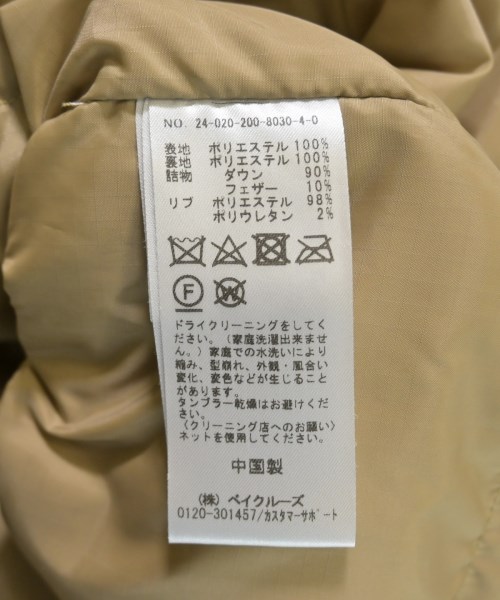 NO. 24-020-200-8030-4-0
表地 ポリエステル 100%
裏地 ポリエステル 100%
詰物 ダウン 90%
フェザー 10%
リブ ポリエステル 98%
ポリウレタン 2%
F W
ドライクリーニングをしてく
ださい。(家庭洗濯出来ませ
ん。)家庭での水洗いにより
縮み、型崩れ、外観・風合い
変化、変色などが生じること
があります。
タンブラー乾燥はお避けくだ
さい。
〈クリーニング店へのお願い〉
ネットを使用してください。
中国製
(株) ベイクルーズ
0120-301457/カスタマーサポート